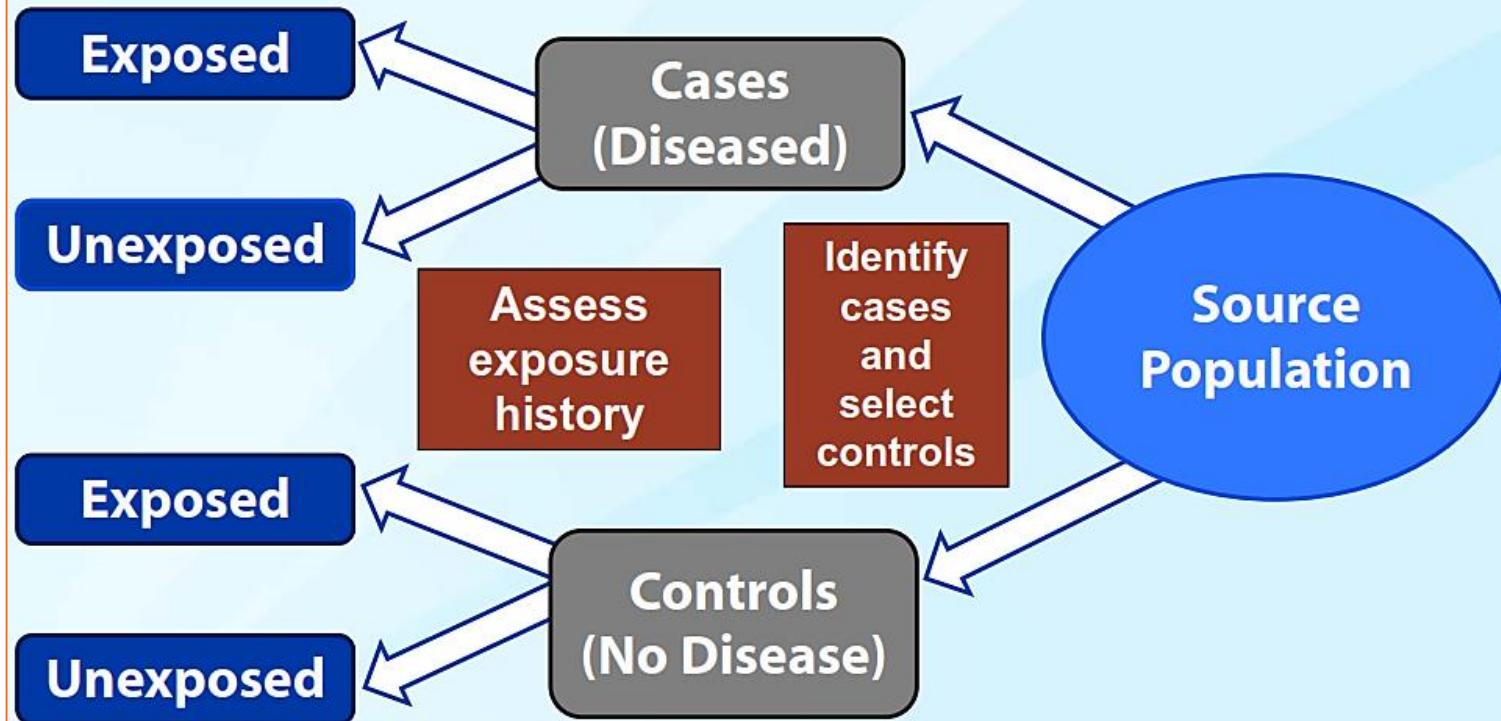 Exposed
Unexposed
Cases
(Diseased)
Assess
exposure
history
Identify
cases
and
select
controls
Source
Population
Exposed
Unexposed
Controls
(No Disease)